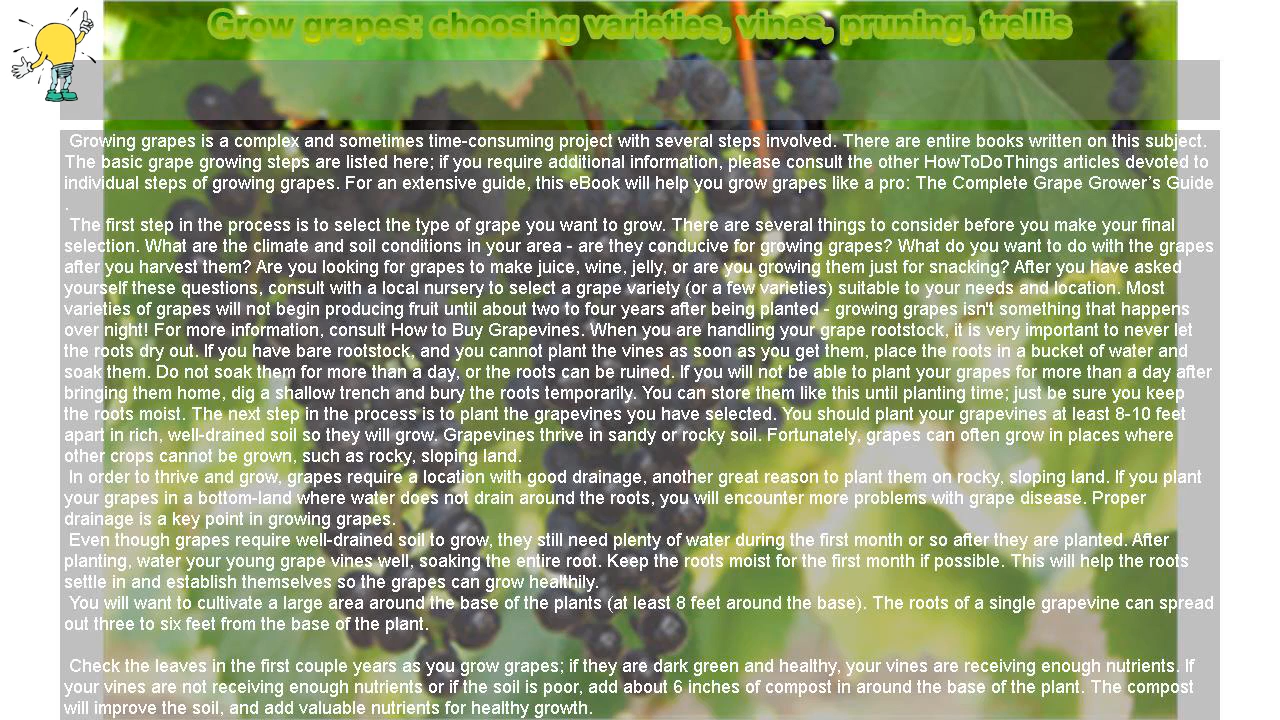 Grow grapes: choosing varieties, vines, pruning, trellis
Growing grapes is a complex and sometimes time-consuming project with several steps involved. There are entire books written on this subject.
The basic grape growing steps are listed here; if you require additional information, please consult the other HowToDoThings articles devoted to
individual steps of growing grapes. For an extensive guide, this eBook will help you grow grapes like a pro: The Complete Grape Grower’s Guide
.
The first step in the process is to select the type of grape you want to grow. There are several things to consider before you make your final
selection. What are the climate and soil conditions in your area - are they conducive for growing grapes? What do you want to do with the grapes
after you harvest them? Are you looking for grapes to make juice, wine, jelly, or are you growing them just for snacking? After you have asked
yourself these questions, consult with a local nursery to select a grape variety (or a few varieties) suitable to your needs and location. Most
varieties of grapes will not begin producing fruit until about two to four years after being planted - growing grapes isn't something that happens
over night! For more information, consult How to Buy Grapevines. When you are handling your grape rootstock, it is very important to never let
the roots dry out. If you have bare rootstock, and you cannot plant the vines as soon as you get them, place the roots in a bucket of water and
soak them. Do not soak them for more than a day, or the roots can be ruined. If you will not be able to plant your grapes for more than a day after
bringing them home, dig a shallow trench and bury the roots temporarily. You can store them like this until planting time; just be sure you keep
the roots moist. The next step in the process is to plant the grapevines you have selected. You should plant your grapevines at least 8-10 feet
apart in rich, well-drained soil so they will grow. Grapevines thrive in sandy or rocky soil. Fortunately, grapes can often grow in places where
other crops cannot be grown, such as rocky, sloping land.
In order to thrive and grow, grapes require a location with good drainage, another great reason to plant them on rocky, sloping land. If you plant
your grapes in a bottom-land where water does not drain around the roots, you will encounter more problems with grape disease. Proper
drainage is a key point in growing grapes.
Even though grapes require well-drained soil to grow, they still need plenty of water during the first month or so after they are planted. After
planting, water your young grape vines well, soaking the entire root. Keep the roots moist for the first month if possible. This will help the roots
settle in and establish themselves so the grapes can grow healthily.
You will want to cultivate a large area around the base of the plants (at least 8 feet around the base). The roots of a single grapevine can spread
out three to six feet from the base of the plant.
Check the leaves in the first couple years as you grow grapes; if they are dark green and healthy, your vines are receiving enough nutrients. If
your vines are not receiving enough nutrients or if the soil is poor, add about 6 inches of compost in around the base of the plant. The compost
will improve the soil, and add valuable nutrients for healthy growth.